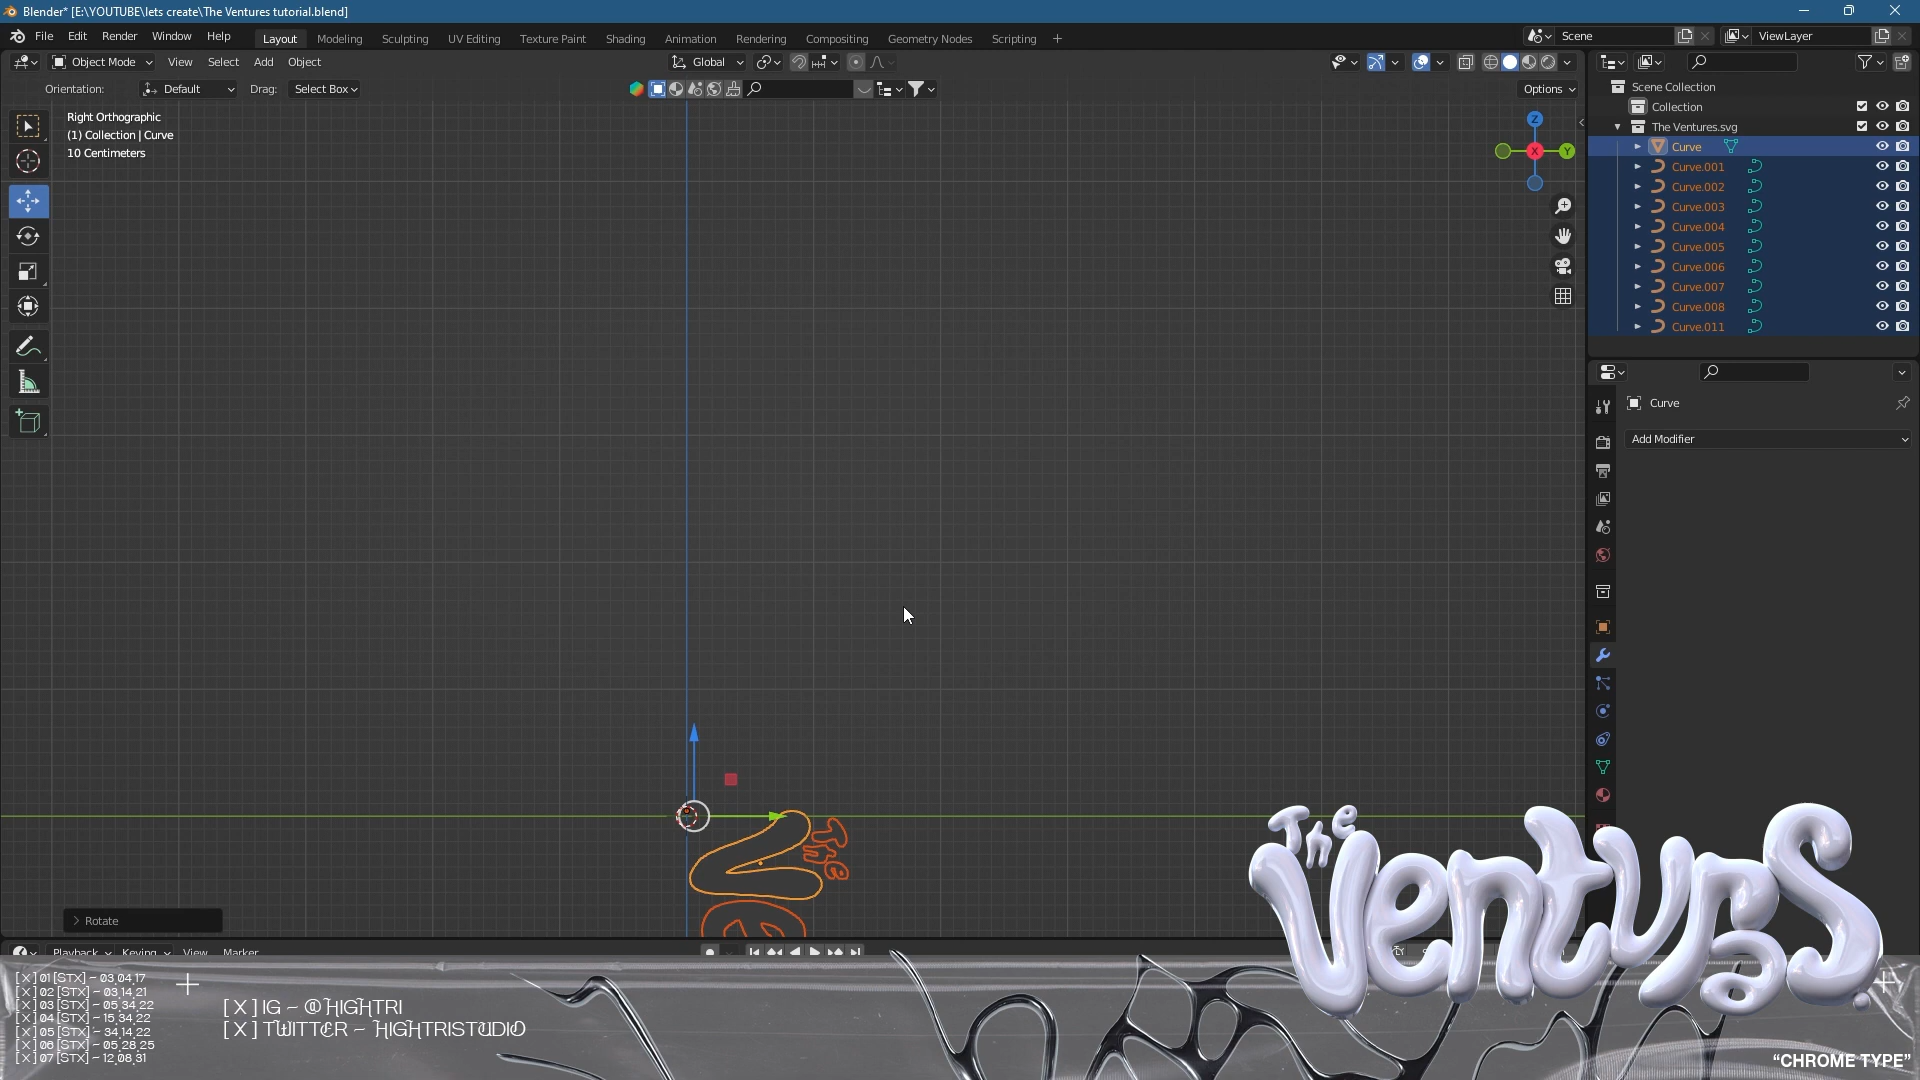 Blender* [E:\YOUTUBE\lets create\The Ventures tutorial.blend]
File Edit Render Window Help Layout Modeling Sculpting UV Editing Texture Paint Shading Animation Rendering Compositing Geometry Nodes Scripting + Scene ViewLayer
Object Mode View Select Add Object Global
Orientation: Default Drag: Select Box Options
Right Orthographic
(1) Collection | Curve
10 Centimeters
Z
X
Y
Scene Collection
Collection
The Ventures.svg
Curve
Curve.001
Curve.002
Curve.003
Curve.004
Curve.005
Curve.006
Curve.007
Curve.008
Curve.011
Curve
Add Modifier
The
Rotate
Playback Keying View Marker
The
Ventures
[X] 01 [STX] – 03,04,17
[X] 02 [STX] – 03,14,21
[X] 03 [STX] – 05,34,22
[X] 04 [STX] – 15,34,22
[X] 05 [STX] – 34,14,22
[X] 06 [STX] – 05,28,25
[X] 07 [STX] – 12,08,31
[X] IG – @HIGHTRI
[X] TWITTER – HIGHTRISTUDIO
“CHROME TYPE”